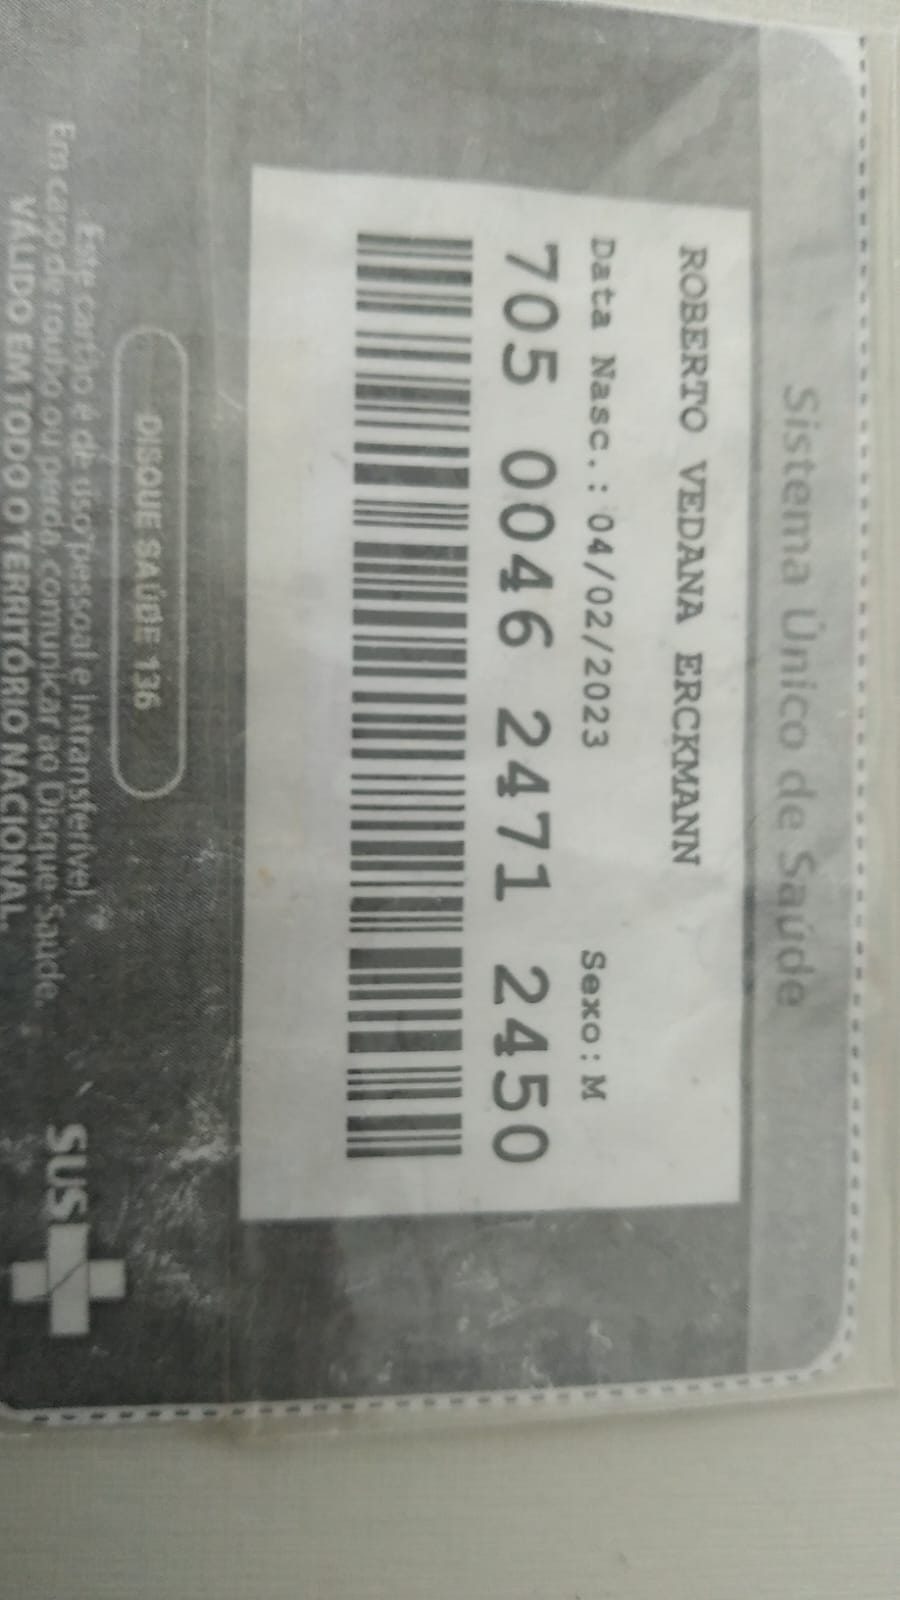 Sistema Único de Saúde
ROBERTO VEDANA ERCKMANN
Data Nasc.: 04/02/2023 Sexo: M
705 0046 2471 2450
DISQUE SAÚDE 136
Este cartão é de uso pessoal e intransferível.
Em caso de roubo ou perda, comunicar ao Disque-Saúde.
VÁLIDO EM TODO O TERRITÓRIO NACIONAL.
SUS